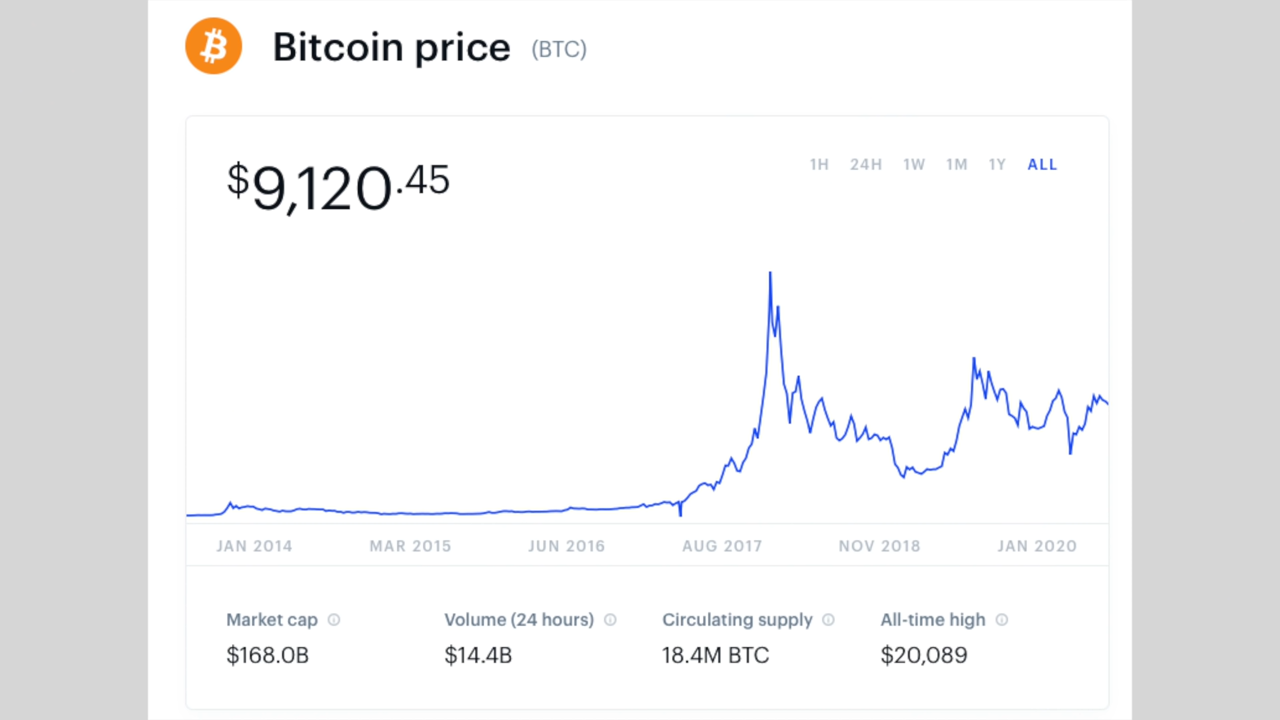 Bitcoin price (BTC)
$9,120.45
1H 24H 1W 1M 1Y ALL
JAN 2014 MAR 2015 JUN 2016 AUG 2017 NOV 2018 JAN 2020
Market cap Volume (24 hours) Circulating supply All-time high
$168.0B $14.4B 18.4M BTC $20,089